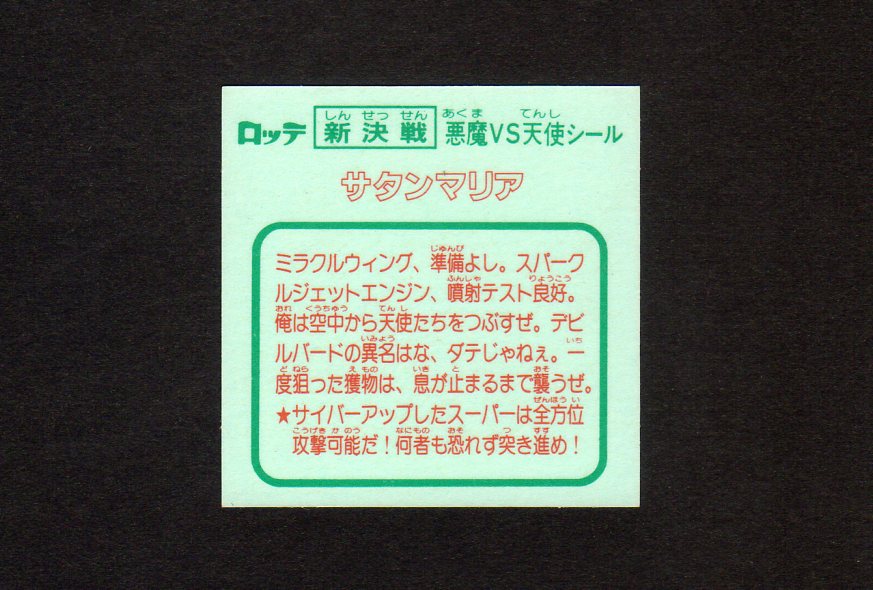 ロッテ 新決戦 悪魔VS天使シール
サタンマリア
ミラクルウィング、準備よし。スパーク
ルジェットエンジン、噴射テスト良好。
俺は空中から天使たちをつぶすぜ。デビ
ルバードの異名はな、ダテじゃねぇ。一
度狙った獲物は、息が止まるまで襲うぜ。
★サイバーアップしたスーパーは全方位
攻撃可能だ！何者も恐れず突き進め！